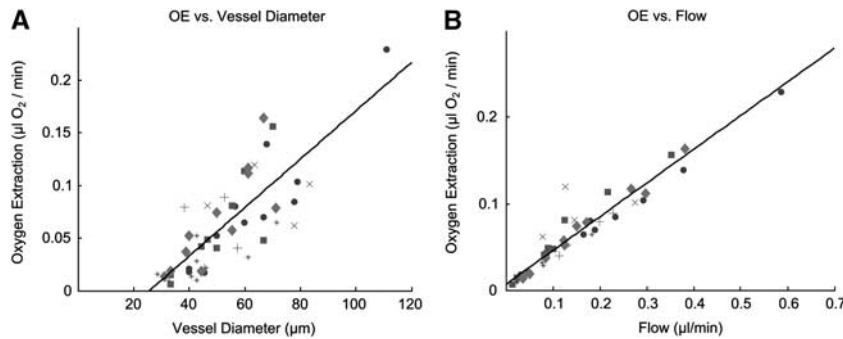 A
OE vs. Vessel Diameter
Oxygen Extraction (µl O2 / min)
0.2
0.15
0.1
0.05
0
20
40
60
80
100
120
Vessel Diameter (µm)
B
OE vs. Flow
Oxygen Extraction (µl O2 / min)
0.2
0.1
0
0.1
0.2
0.3
0.4
0.5
0.6
0.7
Flow (µl/min)